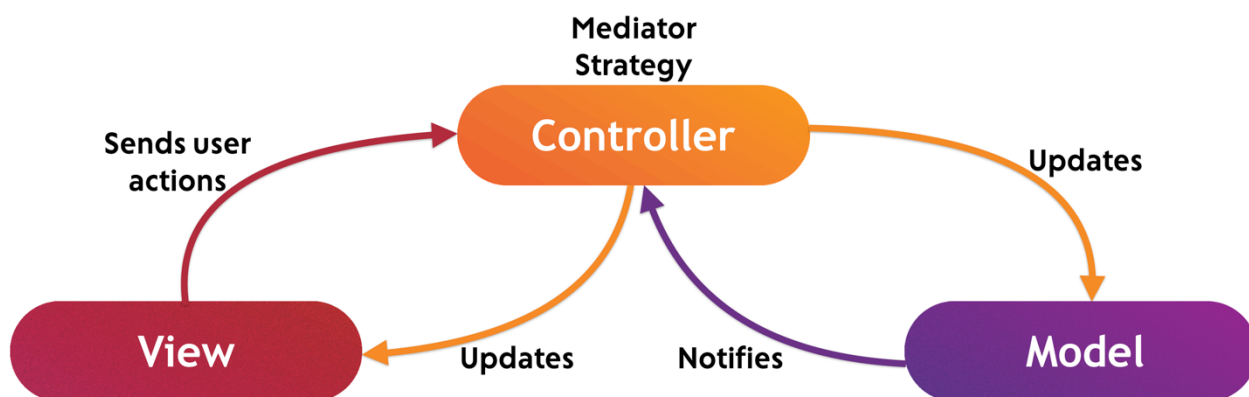 Mediator
Strategy
Controller
Sends user
actions
Updates
View
Updates
Notifies
Model